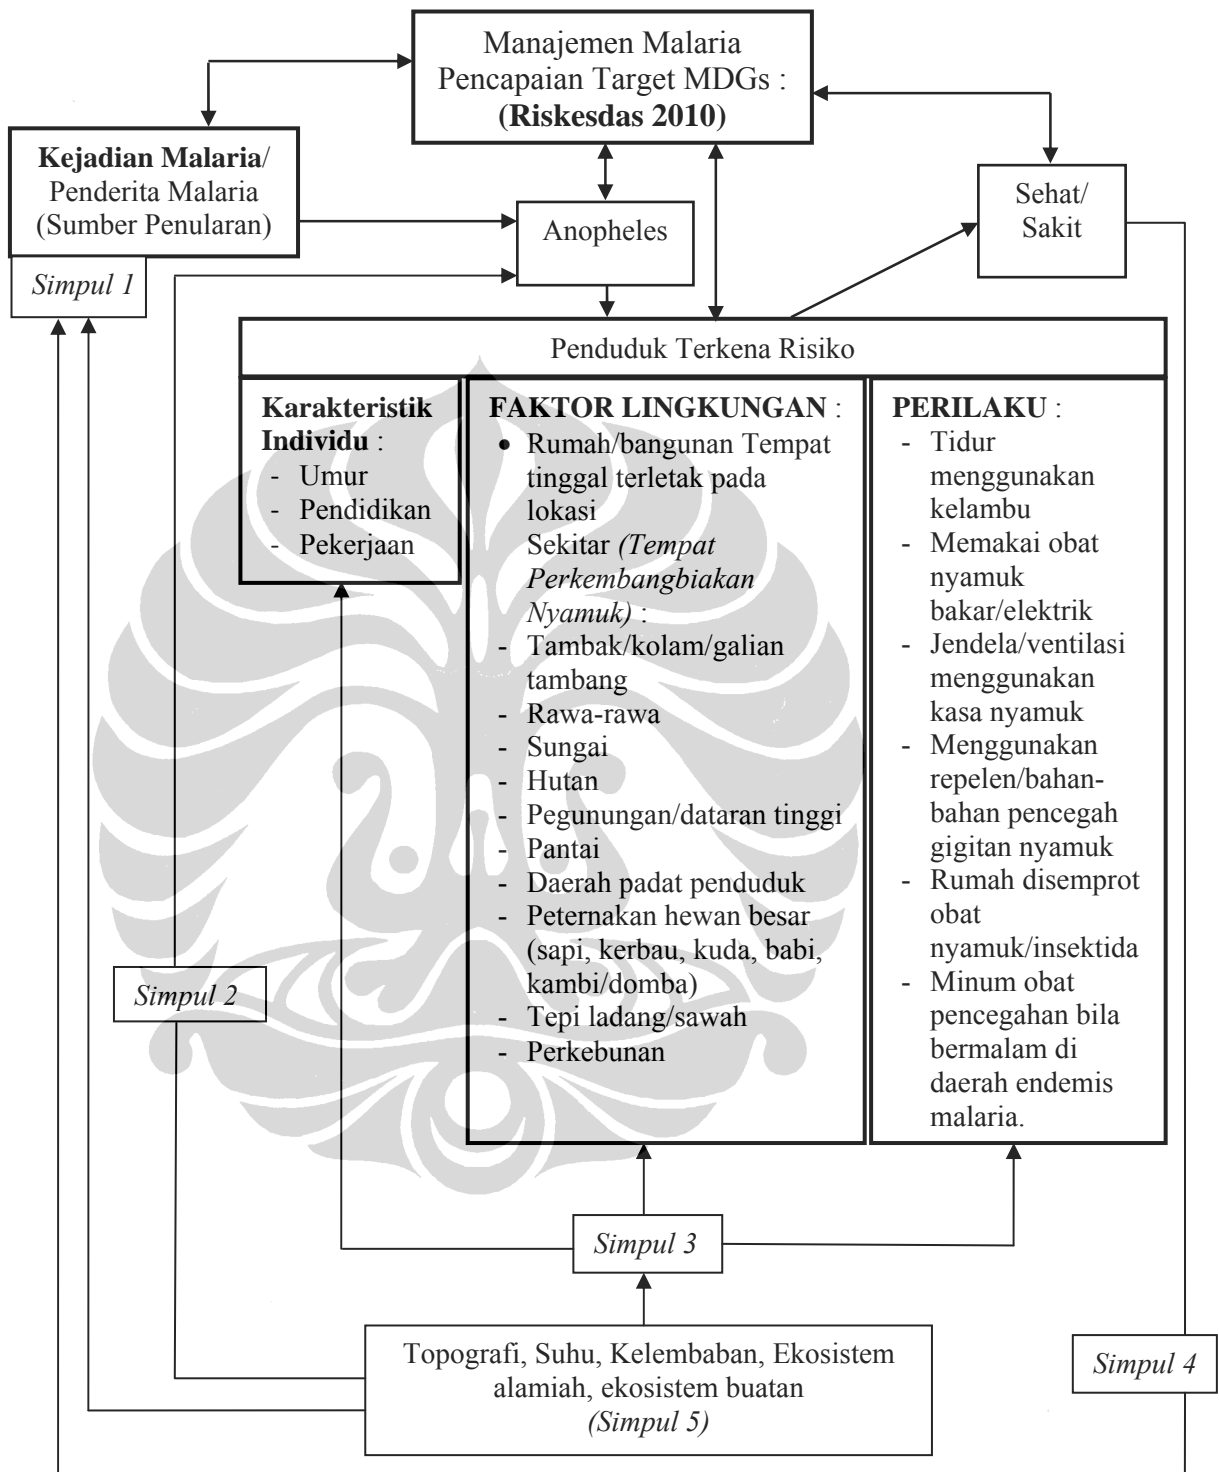 Manajemen Malaria
Pencapaian Target MDGs :
(Riskesdas 2010)
Kejadian Malaria/
Penderita Malaria
(Sumber Penularan)
Simpul 1
Anopheles
Sehat/
Sakit
Penduduk Terkena Risiko
Karakteristik
Individu :
- Umur
- Pendidikan
- Pekerjaan
FAKTOR LINGKUNGAN :
• Rumah/bangunan Tempat
tinggal terletak pada
lokasi
Sekitar (Tempat
Perkembangbiakan
Nyamuk) :
- Tambak/kolam/galian
tambang
- Rawa-rawa
- Sungai
- Hutan
- Pegunungan/dataran tinggi
- Pantai
- Daerah padat penduduk
- Peternakan hewan besar
(sapi, kerbau, kuda, babi,
kambi/domba)
- Tepi ladang/sawah
- Perkebunan
PERILAKU :
- Tidur
menggunakan
kelambu
- Memakai obat
nyamuk
bakar/elektrik
- Jendela/ventilasi
menggunakan
kasa nyamuk
- Menggunakan
repelen/bahan-
bahan pencegah
gigitan nyamuk
- Rumah disemprot
obat
nyamuk/insektida
- Minum obat
pencegahan bila
bermalam di
daerah endemis
malaria.
Simpul 2
Simpul 3
Topografi, Suhu, Kelembaban, Ekosistem
alamiah, ekosistem buatan
(Simpul 5)
Simpul 4